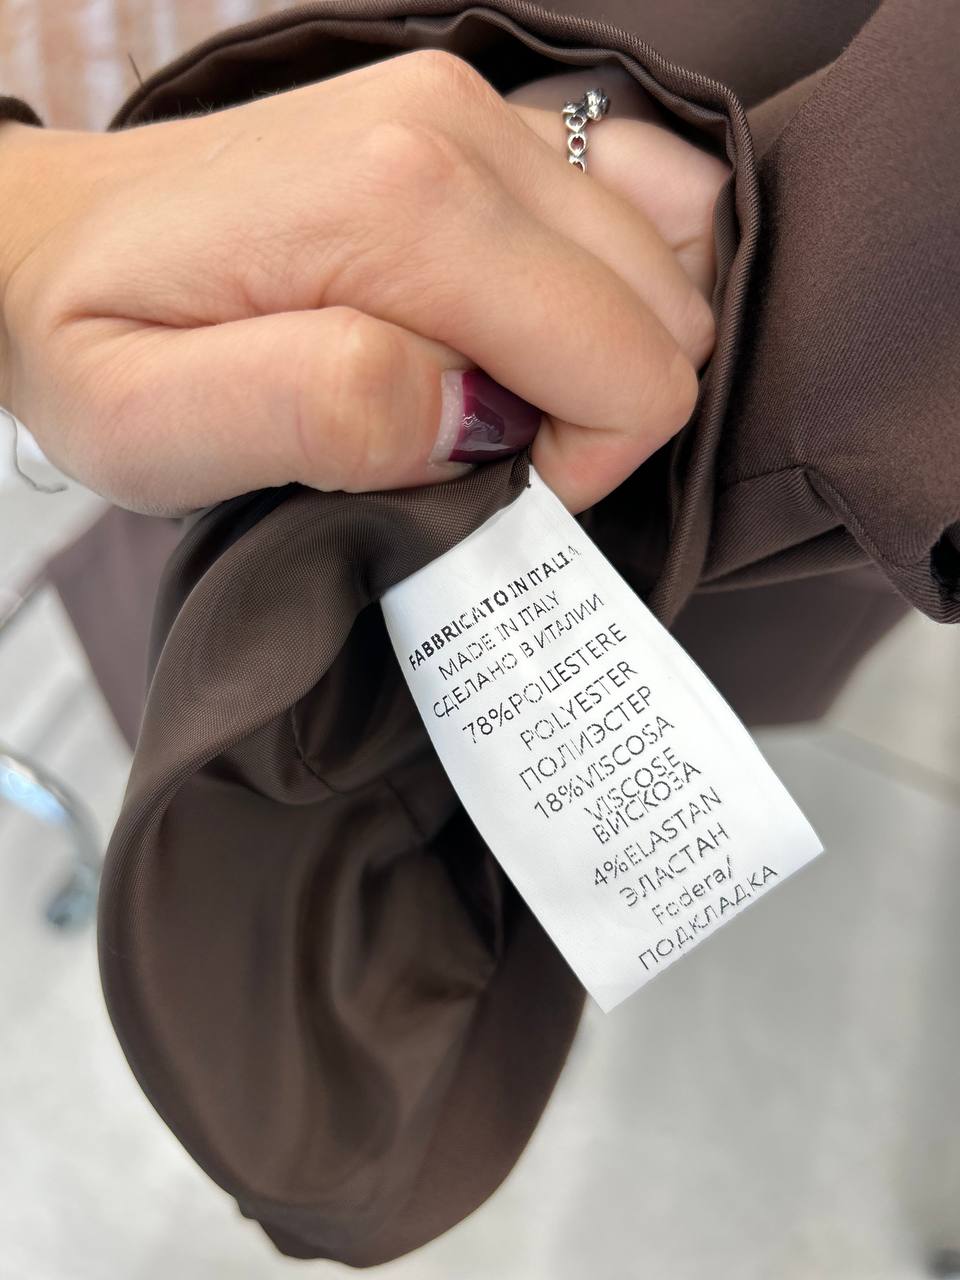 FABBRICATO IN ITALIA
MADE IN ITALY
СДЕЛАНО В ИТАЛИИ
78%POLIESTERE
POLYESTER
ПОЛИЭСТЕР
18%VISCOSA
VISCOSE
ВИСКОЗА
4%ELASTAN
ЭЛАСТАН
Fodera/
ПОДКЛАДКА